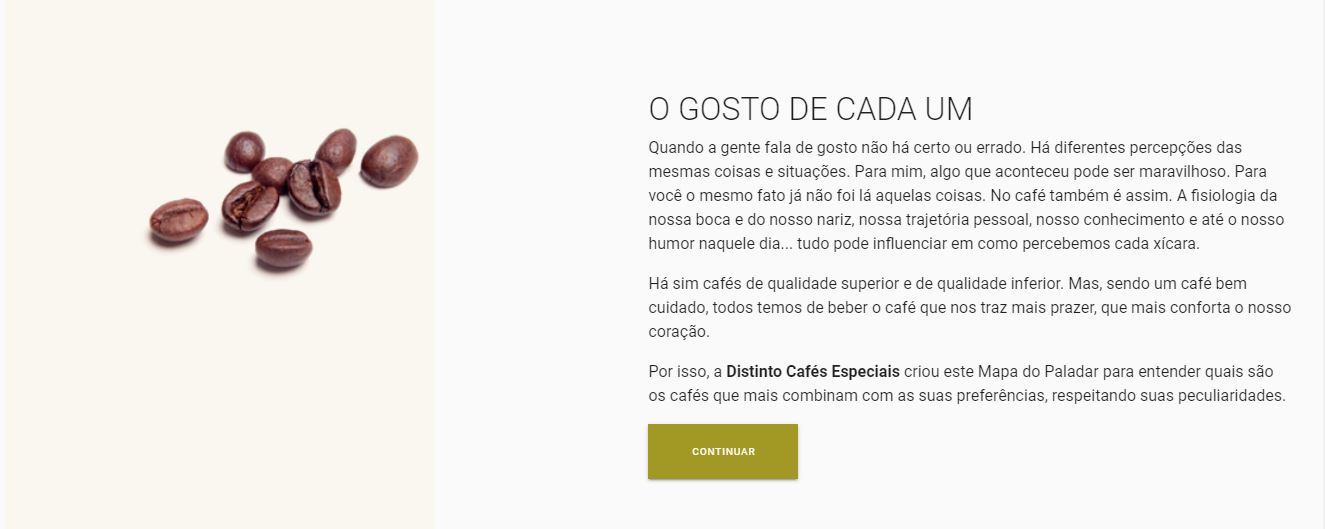 O GOSTO DE CADA UM
Quando a gente fala de gosto não há certo ou errado. Há diferentes percepções das
mesmas coisas e situações. Para mim, algo que aconteceu pode ser maravilhoso. Para
você o mesmo fato já não foi lá aquelas coisas. No café também é assim. A fisiologia da
nossa boca e do nosso nariz, nossa trajetória pessoal, nosso conhecimento e até o nosso
humor naquele dia... tudo pode influenciar em como percebemos cada xícara.
Há sim cafés de qualidade superior e de qualidade inferior. Mas, sendo um café bem
cuidado, todos temos de beber o café que nos traz mais prazer, que mais conforta o nosso
coração.
Por isso, a Distinto Cafés Especiais criou este Mapa do Paladar para entender quais são
os cafés que mais combinam com as suas preferências, respeitando suas peculiaridades.
CONTINUAR